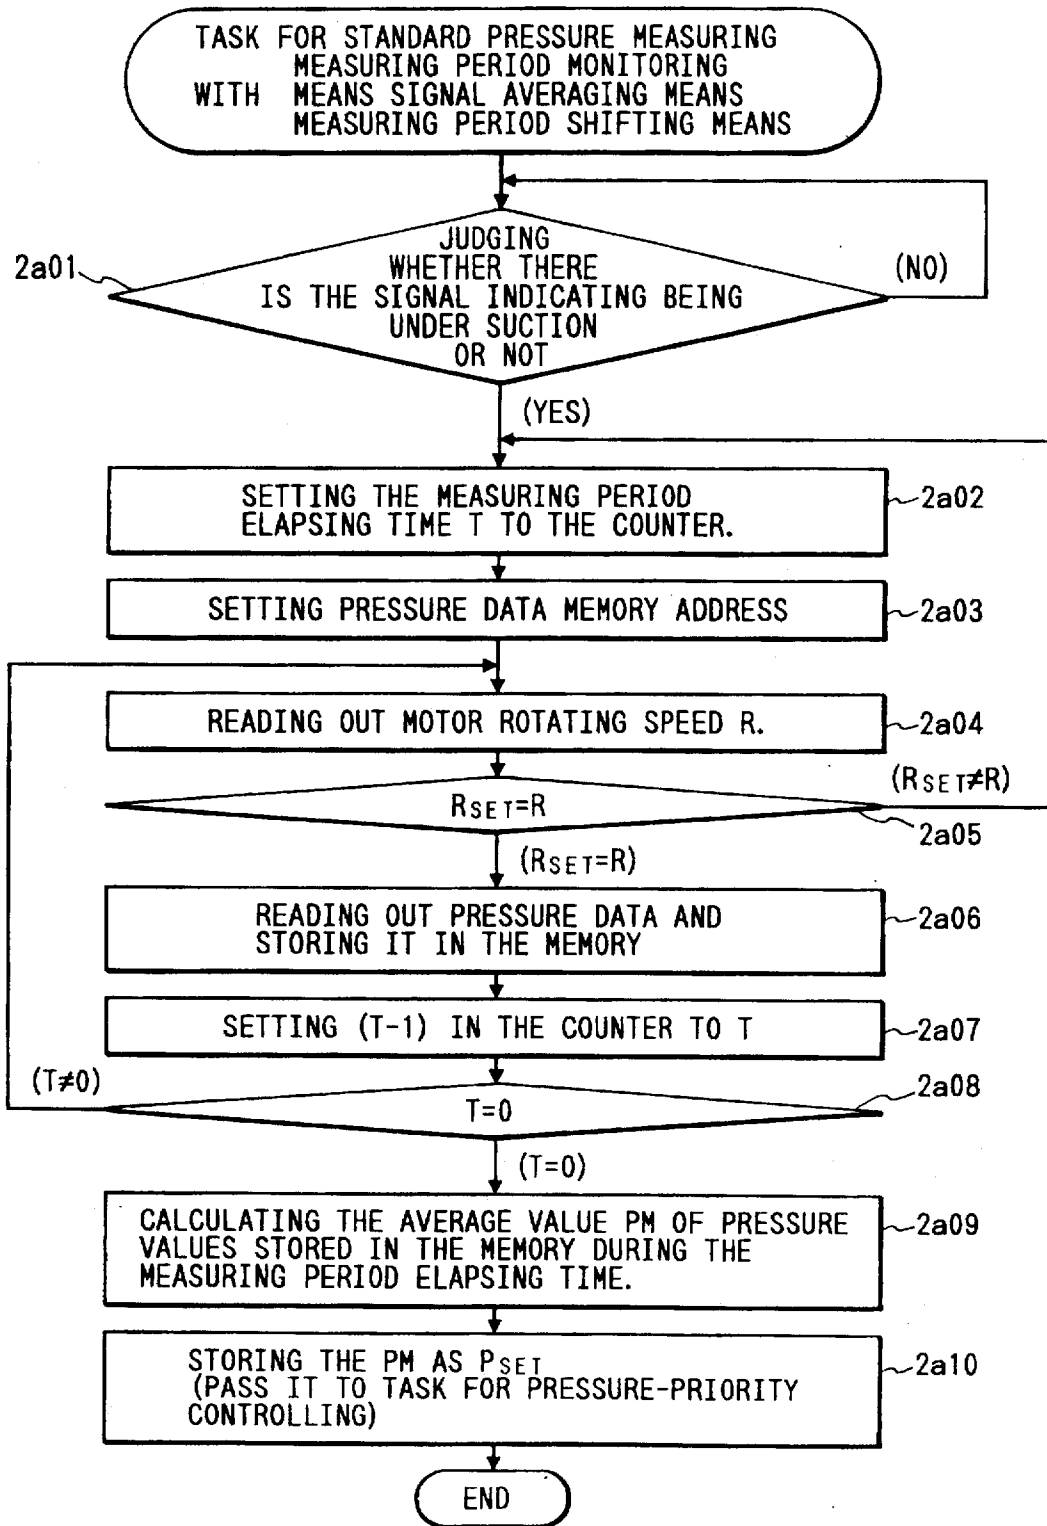 TASK FOR STANDARD PRESSURE MEASURING
MEASURING PERIOD MONITORING
WITH MEANS SIGNAL AVERAGING MEANS
MEASURING PERIOD SHIFTING MEANS
2a01
JUDGING
WHETHER THERE
IS THE SIGNAL INDICATING BEING
UNDER SUCTION
OR NOT
(NO)
(YES)
SETTING THE MEASURING PERIOD
ELAPSING TIME T TO THE COUNTER.
2a02
SETTING PRESSURE DATA MEMORY ADDRESS
2a03
READING OUT MOTOR ROTATING SPEED R.
2a04
(RSET≠R)
RSET=R
2a05
(RSET=R)
READING OUT PRESSURE DATA AND
STORING IT IN THE MEMORY
2a06
SETTING (T-1) IN THE COUNTER TO T
2a07
(T≠0)
T=0
2a08
(T=0)
CALCULATING THE AVERAGE VALUE PM OF PRESSURE
VALUES STORED IN THE MEMORY DURING THE
MEASURING PERIOD ELAPSING TIME.
2a09
STORING THE PM AS PSET
(PASS IT TO TASK FOR PRESSURE-PRIORITY
CONTROLLING)
2a10
END